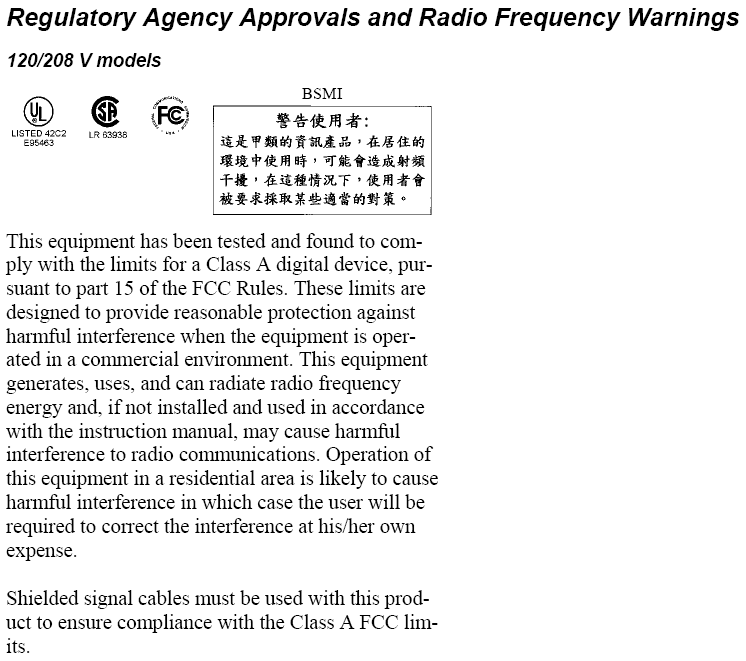 Regulatory Agency Approvals and Radio Frequency Warnings
120/208 V models
UL
LISTED 42C2
E95463
LR 63938
FC
BSMI
警告使用者:
這是甲類的資訊產品，在居住的
環境中使用時，可能會造成射頻
干擾，在這種情況下，使用者會
被要求採取某些適當的對策。
This equipment has been tested and found to com-
ply with the limits for a Class A digital device, pur-
suant to part 15 of the FCC Rules. These limits are
designed to provide reasonable protection against
harmful interference when the equipment is oper-
ated in a commercial environment. This equipment
generates, uses, and can radiate radio frequency
energy and, if not installed and used in accordance
with the instruction manual, may cause harmful
interference to radio communications. Operation of
this equipment in a residential area is likely to cause
harmful interference in which case the user will be
required to correct the interference at his/her own
expense.
Shielded signal cables must be used with this prod-
uct to ensure compliance with the Class A FCC lim-
its.